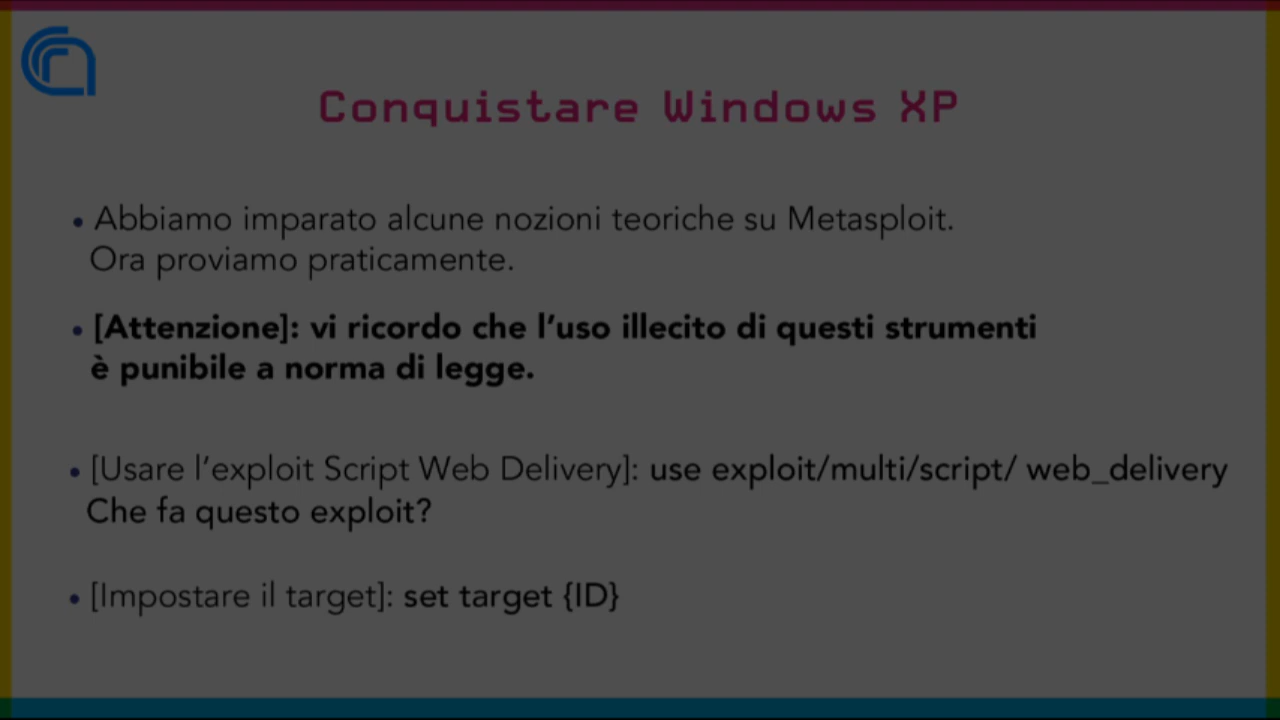 Conquistare Windows XP
• Abbiamo imparato alcune nozioni teoriche su Metasploit.
Ora proviamo praticamente.
• [Attenzione]: vi ricordo che l’uso illecito di questi strumenti
è punibile a norma di legge.
• [Usare l’exploit Script Web Delivery]: use exploit/multi/script/ web_delivery
Che fa questo exploit?
• [Impostare il target]: set target {ID}